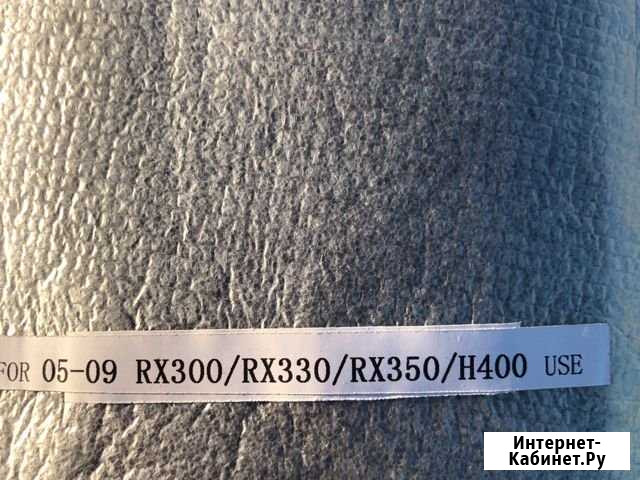 FOR 05-09 RX300/RX330/RX350/H400 USE
Интернет-
Кабинет.Ру